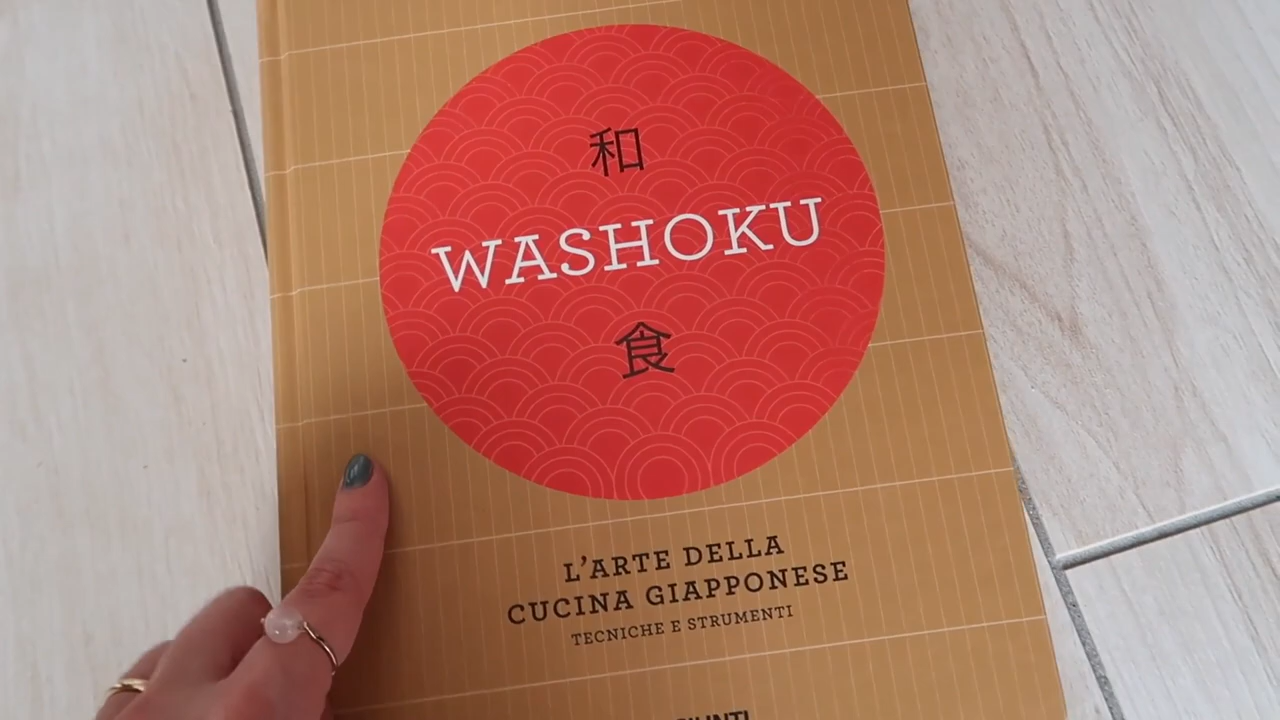 和
WASHOKU
食
L'ARTE DELLA
CUCINA GIAPPONESE
TECNICHE E STRUMENTI